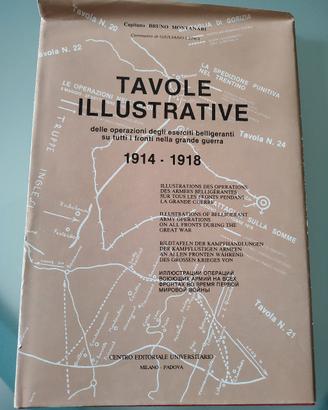 Capitano BRUNO MONTANARI
Tavola N. 20
Tavola N. 22
LA SPEDIZIONE PUNITIVA
NEL TRENTINO
TAVOLE
ILLUSTRATIVE
delle operazioni degli eserciti belligeranti
su tutti i fronti nella grande guerra
Tavola N. 24
1914 - 1918
TRUPPE INGLESI
ILLUSTRATIONS DES OPERATIONS
DES ARMEES BELLIGERANTES
SUR TOUS LES FRONTS PENDANT
LA GRANDE GUERRE
ILLUSTRATIONS OF BELLIGERANT
ARMY OPERATIONS
ON ALL FRONTS DURING THE
GREAT WAR
SULLA SOMME
BILDTAFELN DER KAMPFHANDLUNGEN
DER KAMPFLUSTIGEN ARMEEN
AN ALLEN FRONTEN WÄHREND
DES GROSSEN KRIEGES VON
ИЛЛЮСТРАЦИИ ОПЕРАЦИЙ
ВОЮЮЩИХ АРМИЙ НА ВСЕХ
ФРОНТАХ ВО ВРЕМЯ ПЕРВОЙ
МИРОВОЙ ВОЙНЫ
Tavola N. 21
CENTRO EDITORIALE UNIVERSITARIO
MILANO - PADOVA